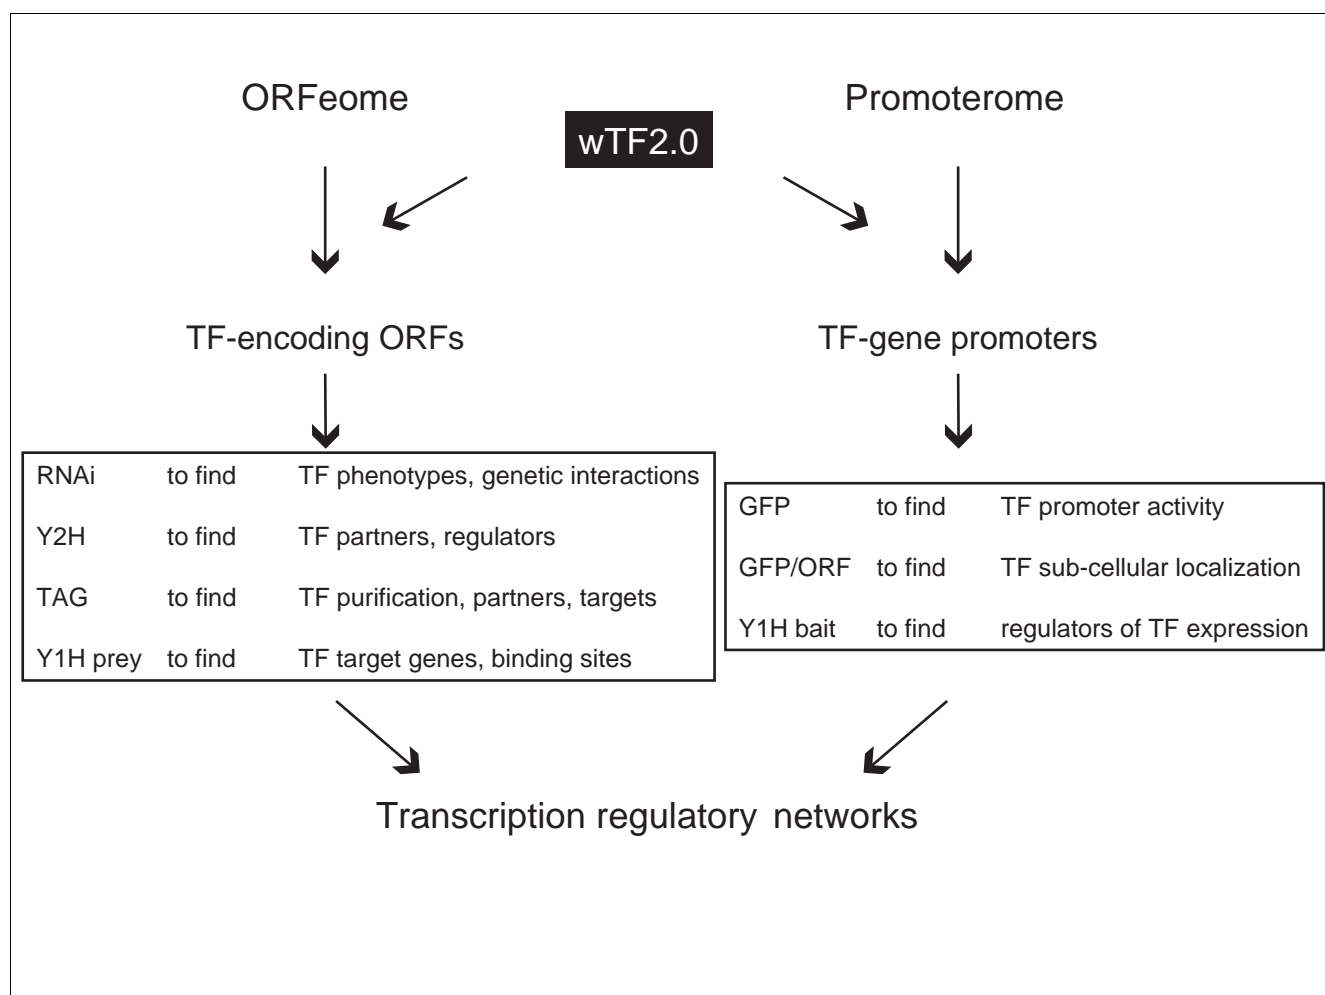 ORFeome
Promoterome
wTF2.0
TF-encoding ORFs
TF-gene promoters
RNAi to find TF phenotypes, genetic interactions
Y2H to find TF partners, regulators
TAG to find TF purification, partners, targets
Y1H prey to find TF target genes, binding sites
GFP to find TF promoter activity
GFP/ORF to find TF sub-cellular localization
Y1H bait to find regulators of TF expression
Transcription regulatory networks